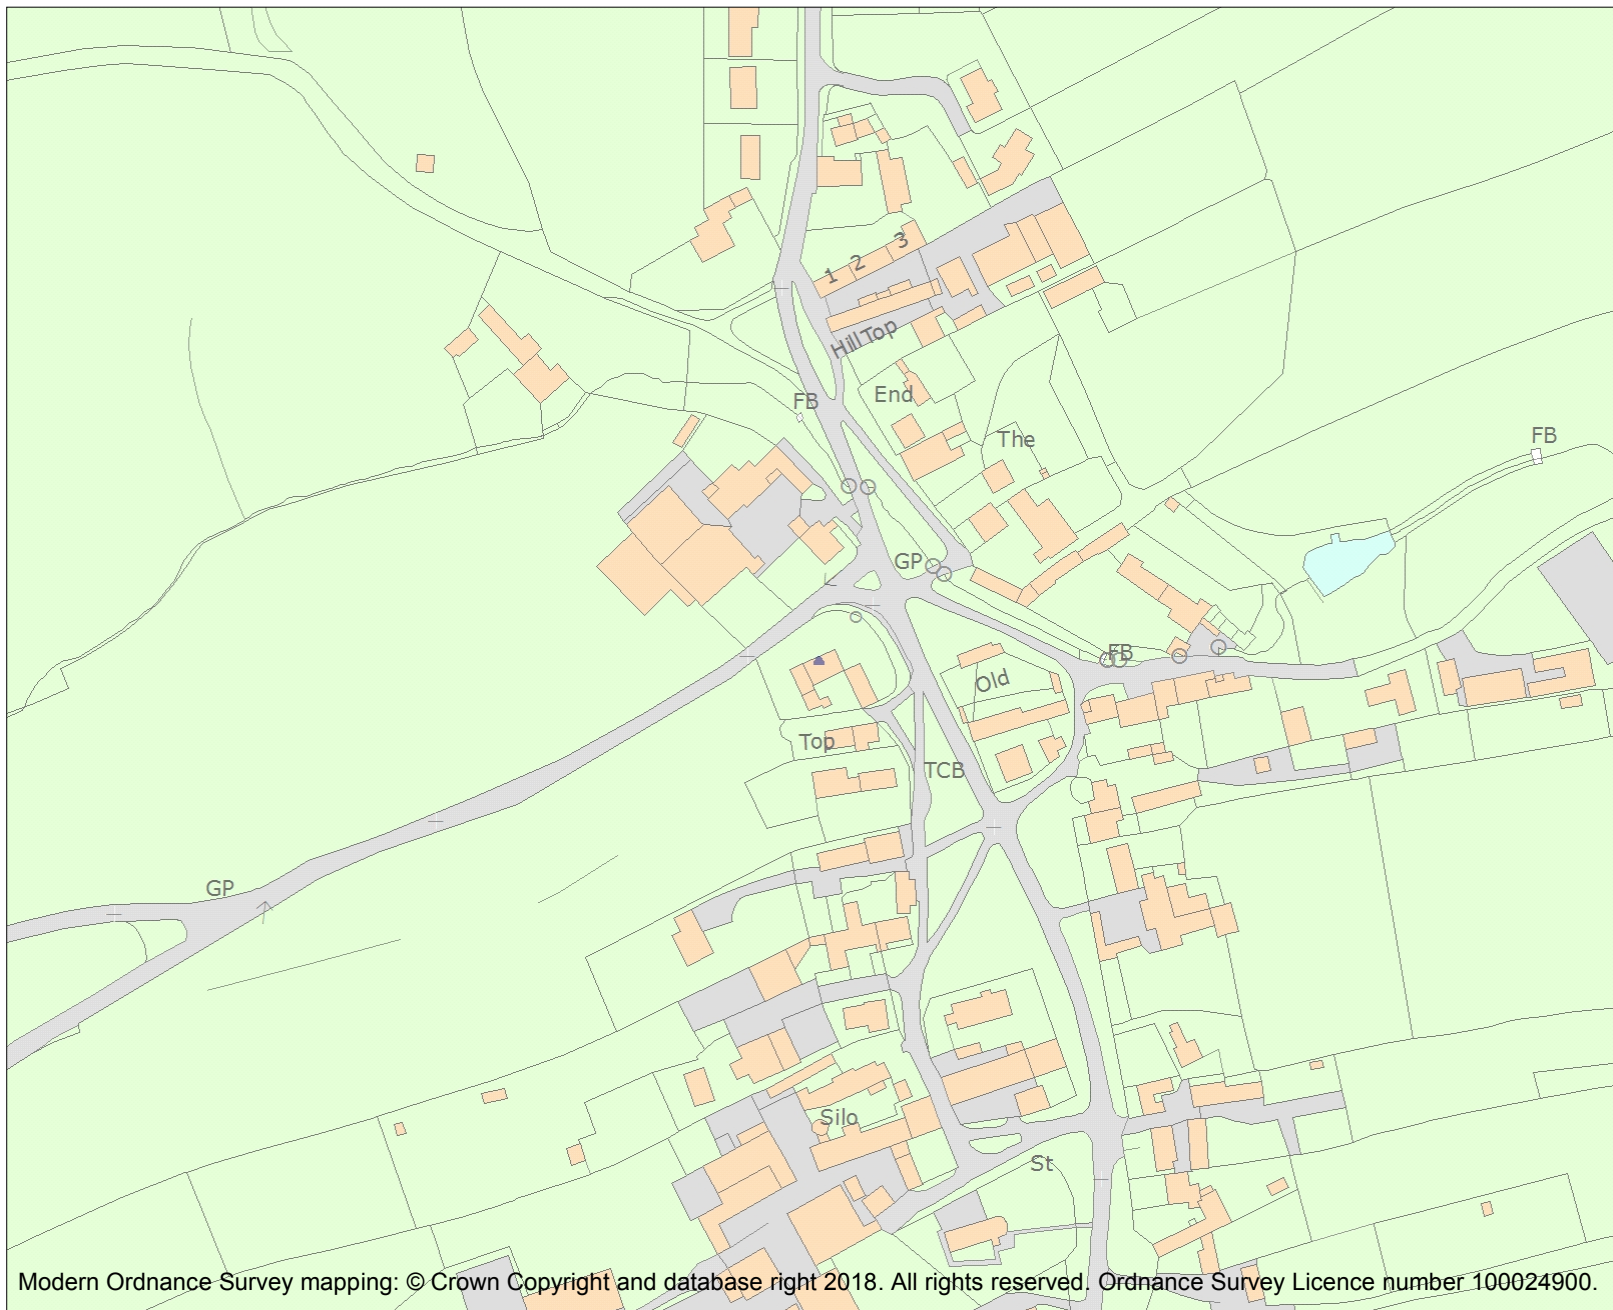 3
2
1
Hill Top
End
FB
The
FB
GP
FB
Old
Top
TCB
GP
Silo
St
Modern Ordnance Survey mapping: © Crown Copyright and database right 2018. All rights reserved. Ordnance Survey Licence number 100024900.